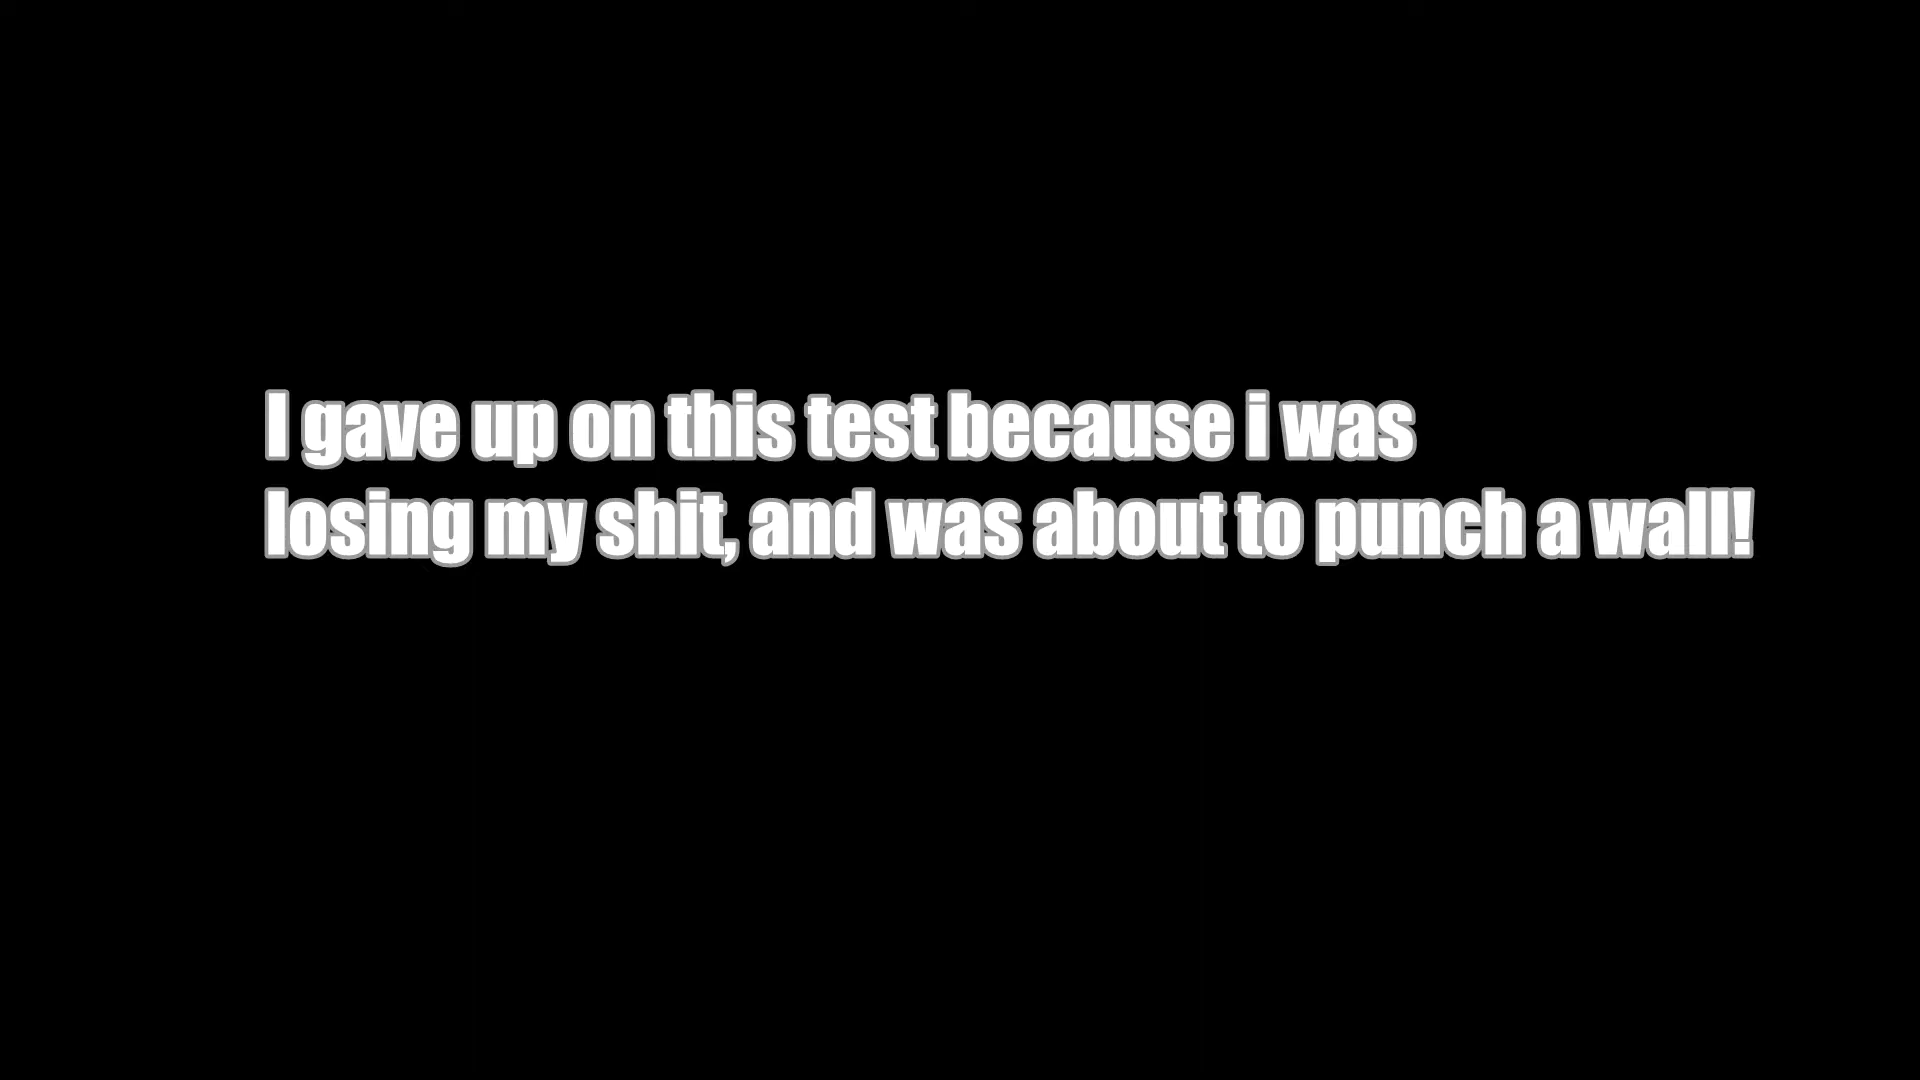 I gave up on this test because i was
losing my shit, and was about to punch a wall!